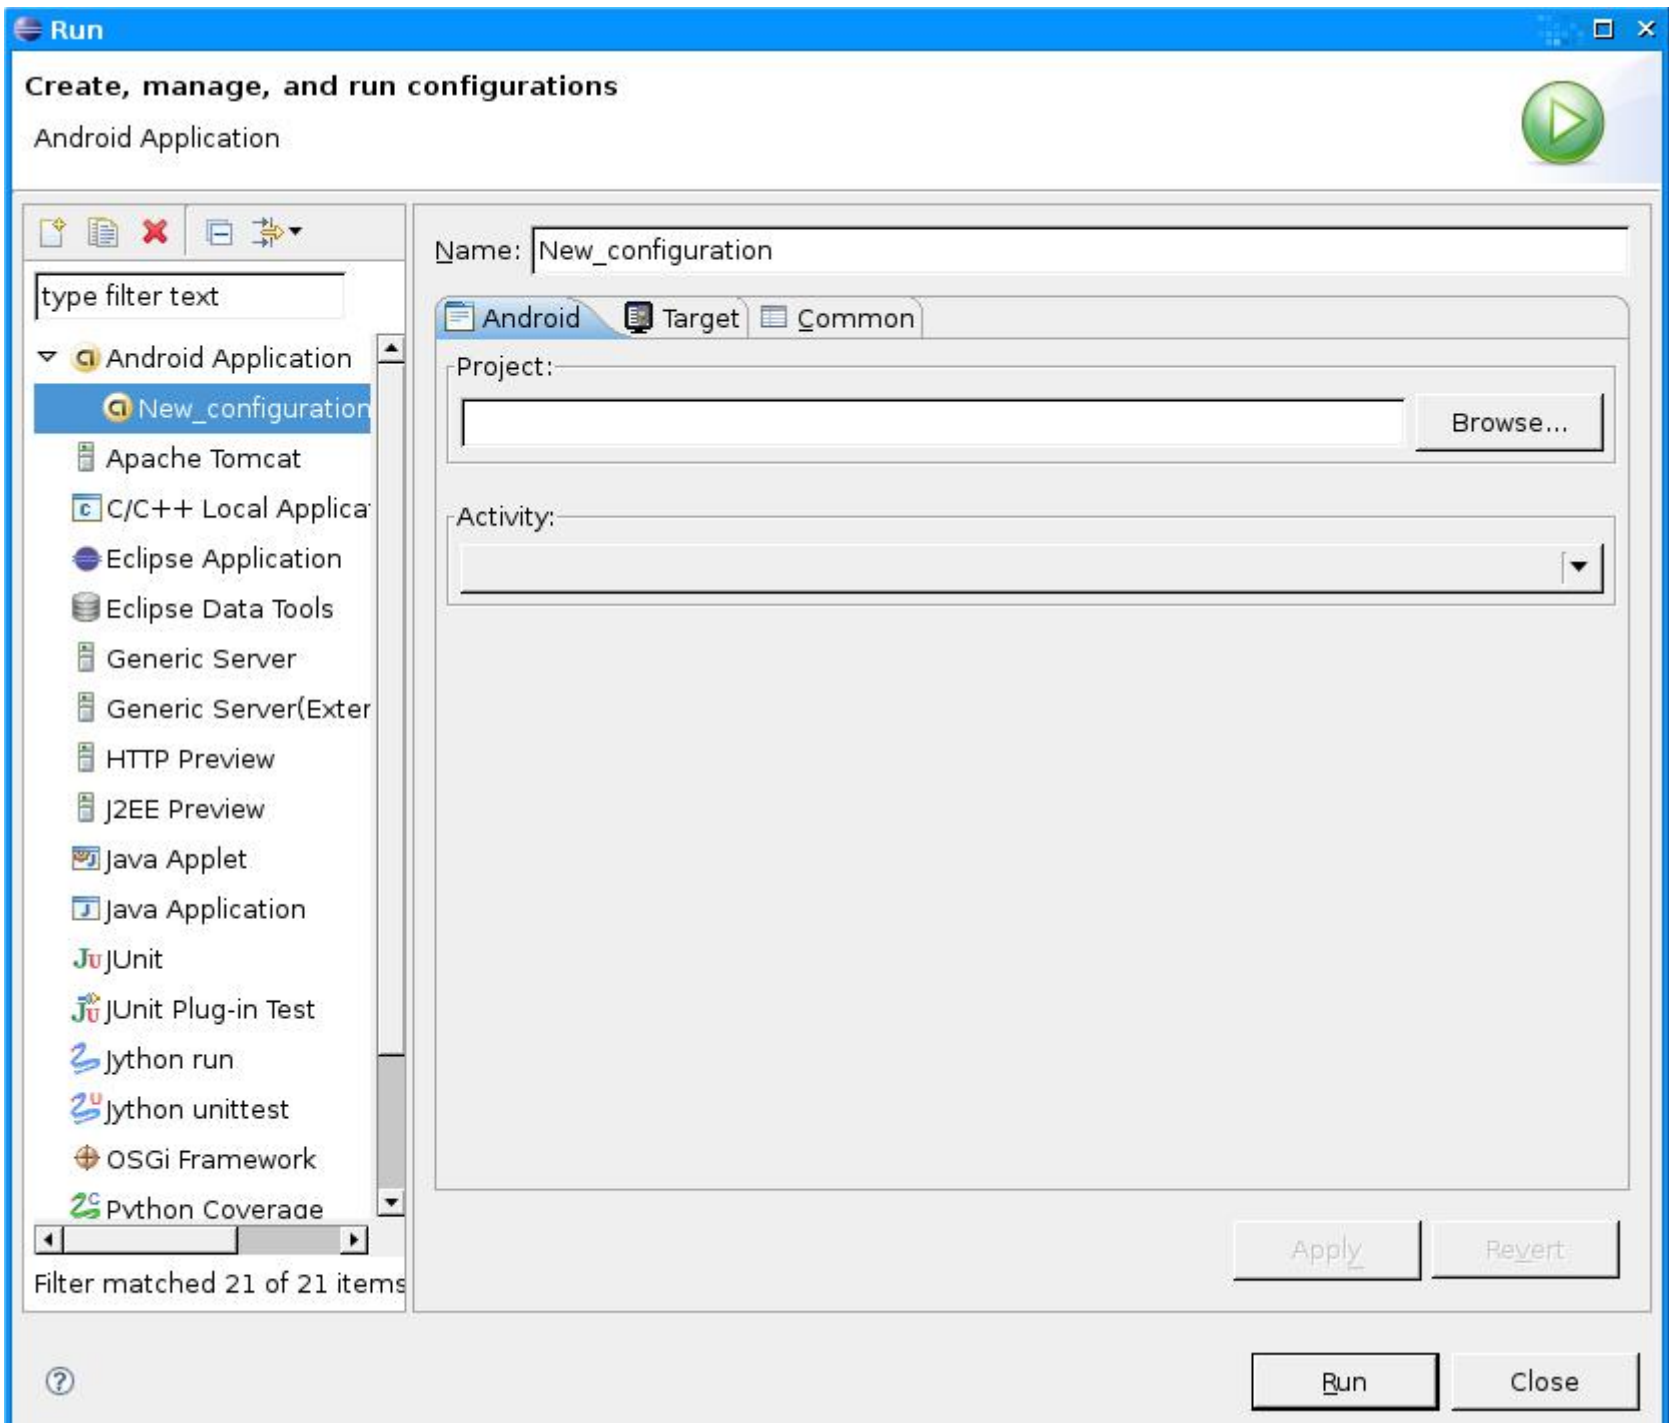 Run
Create, manage, and run configurations
Android Application
type filter text
Android Application
New_configuration
Apache Tomcat
C/C++ Local Applica
Eclipse Application
Eclipse Data Tools
Generic Server
Generic Server(Exter
HTTP Preview
J2EE Preview
Java Applet
Java Application
JUnit
JUnit Plug-in Test
Jython run
Jython unittest
OSGi Framework
Python Coverage
Filter matched 21 of 21 items
Name: New_configuration
Android Target Common
Project:
Browse...
Activity:
Apply Revert
Run Close